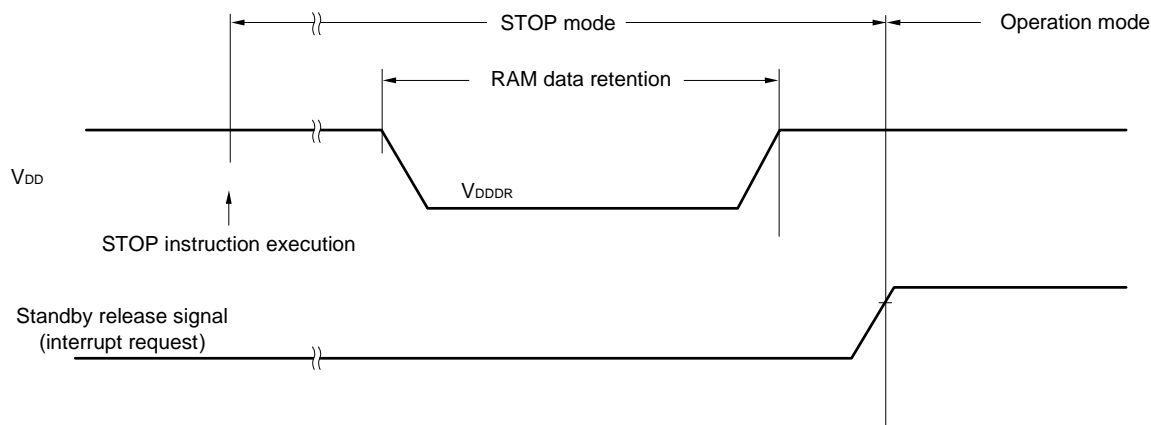 STOP mode
Operation mode
RAM data retention
VDD
VDDDR
STOP instruction execution
Standby release signal
(interrupt request)